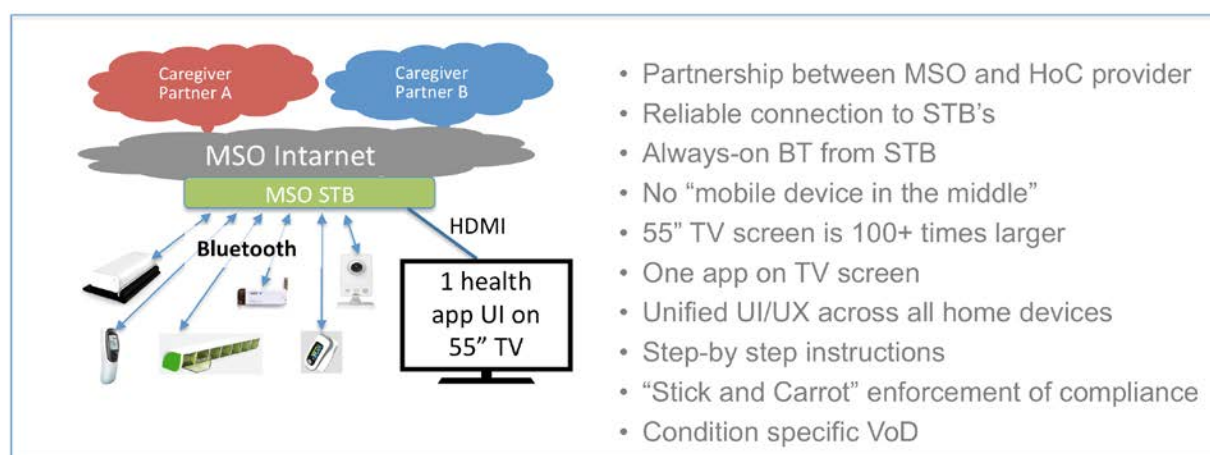 Caregiver
Partner A
Caregiver
Partner B
MSO Intarnet
MSO STB
HDMI
Bluetooth
1 health
app UI on
55” TV
• Partnership between MSO and HoC provider
• Reliable connection to STB’s
• Always-on BT from STB
• No “mobile device in the middle”
• 55” TV screen is 100+ times larger
• One app on TV screen
• Unified UI/UX across all home devices
• Step-by step instructions
• “Stick and Carrot” enforcement of compliance
• Condition specific VoD